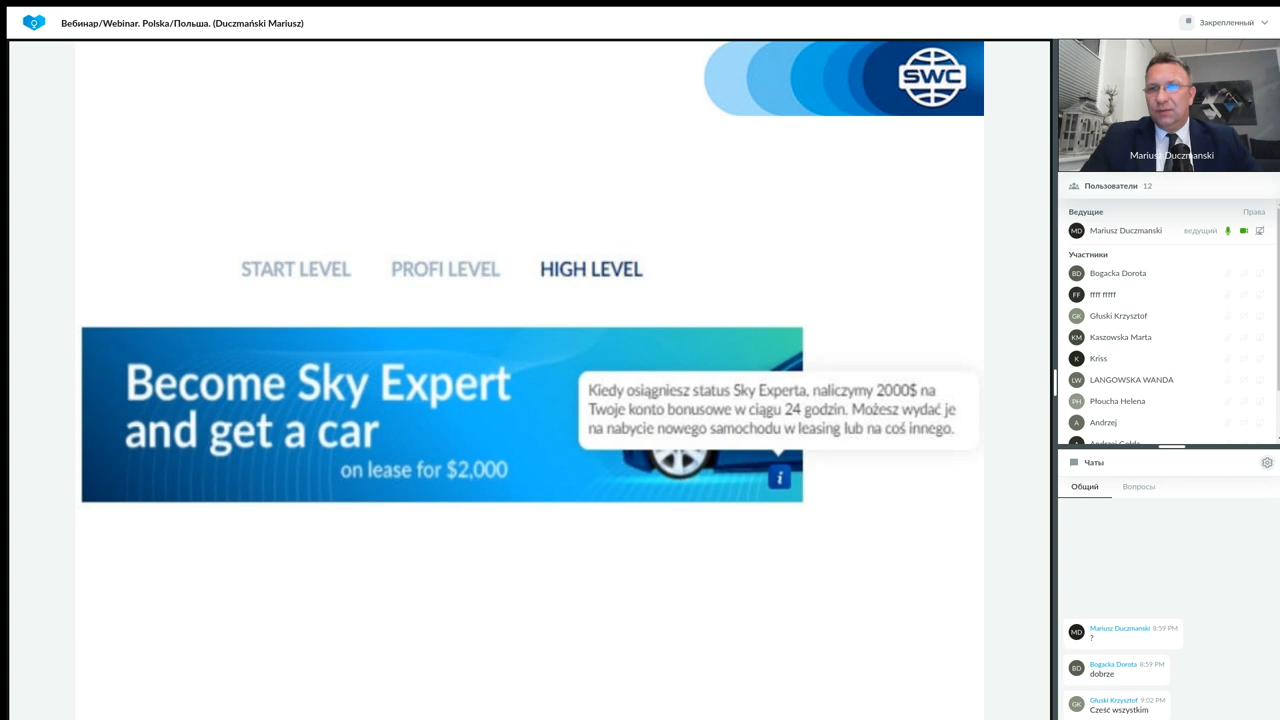 Вебинар/Webinar. Polska/Польша. (Duczmański Mariusz)
Закрепленный
SWC
START LEVEL PROFI LEVEL HIGH LEVEL
Become Sky Expert
and get a car
on lease for $2,000
Kiedy osiągniesz status Sky Experta, naliczymy 2000$ na
Twoje konto bonusowe w ciągu 24 godzin. Możesz wydać je
na nabycie nowego samochodu w leasing lub na coś innego.
i
Mariusz Duczmanski
Пользователи 12
Ведущие Права
MD Mariusz Duczmanski ведущий
Участники
BD Bogacka Dorota
FF ffff fffff
GK Głuski Krzysztof
KM Kaszowska Marta
K Kriss
LW LANGOWSKA WANDA
PH Płoucha Helena
A Andrzej
Чаты
Общий Вопросы
MD Mariusz Duczmanski 8:59 PM
?
BD Bogacka Dorota 8:59 PM
dobrze
GK Głuski Krzysztof 9:02 PM
Cześć wszystkim